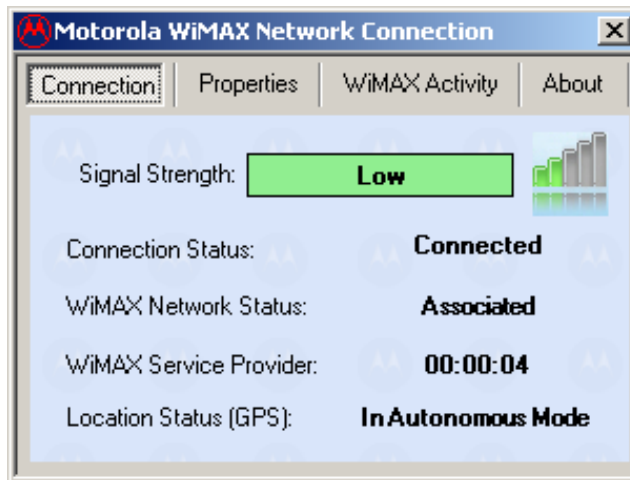 Motorola WiMAX Network Connection
Connection Properties WiMAX Activity About
Signal Strength: Low
Connection Status: Connected
WiMAX Network Status: Associated
WiMAX Service Provider: 00:00:04
Location Status (GPS): In Autonomous Mode